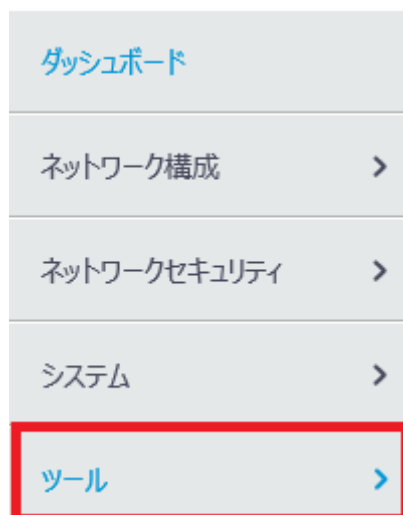 ダッシュボード
ネットワーク構成
ネットワークセキュリティ
システム
ツール